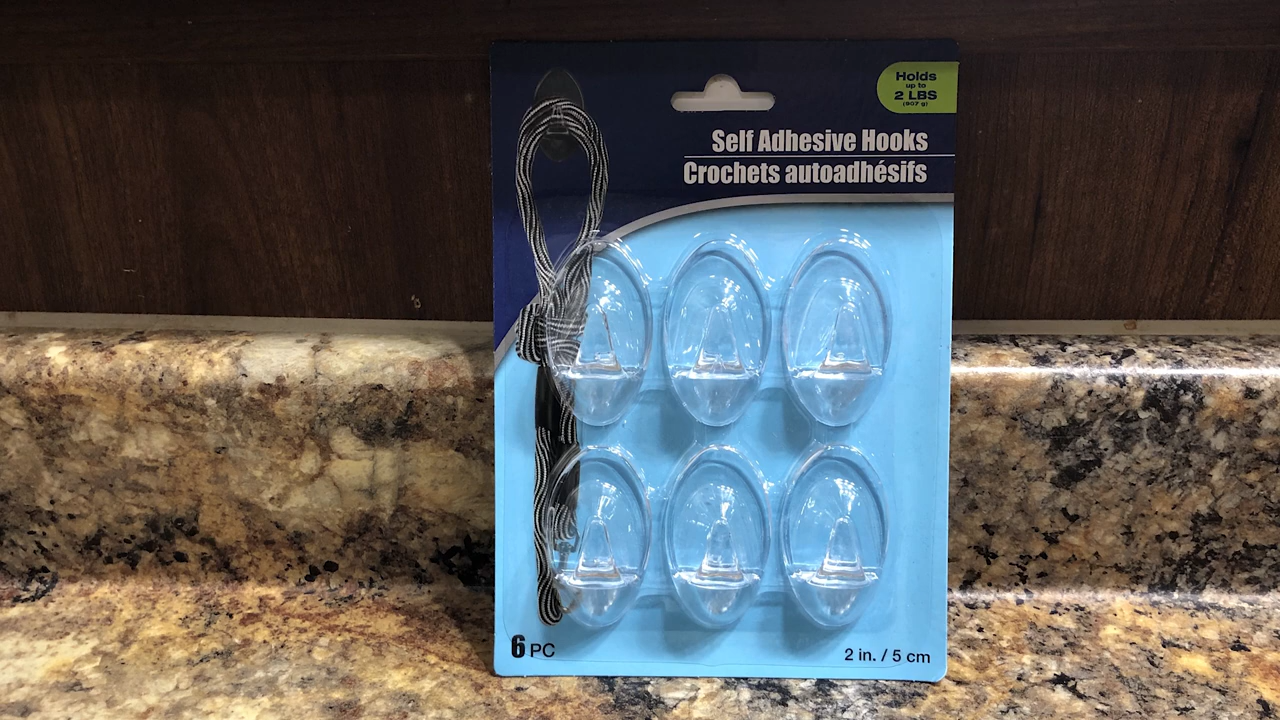 Holds
up to
2 LBS
(907 g)
Self Adhesive Hooks
Crochets autoadhésifs
6 PC
2 in. / 5 cm